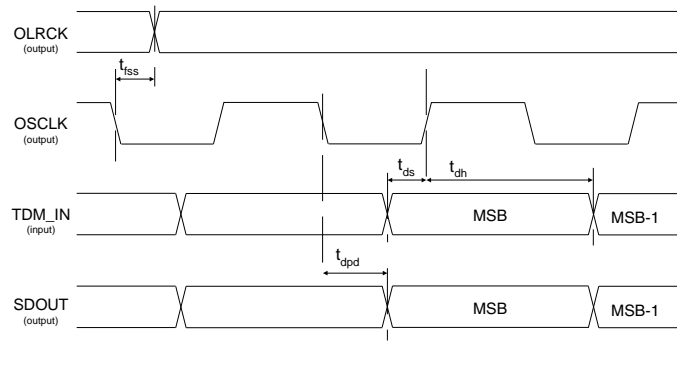 OLRCK
(output)
tfss
OSCLK
(output)
tds
tdh
TDM_IN
(input)
MSB
MSB-1
tdpd
SDOUT
(output)
MSB
MSB-1